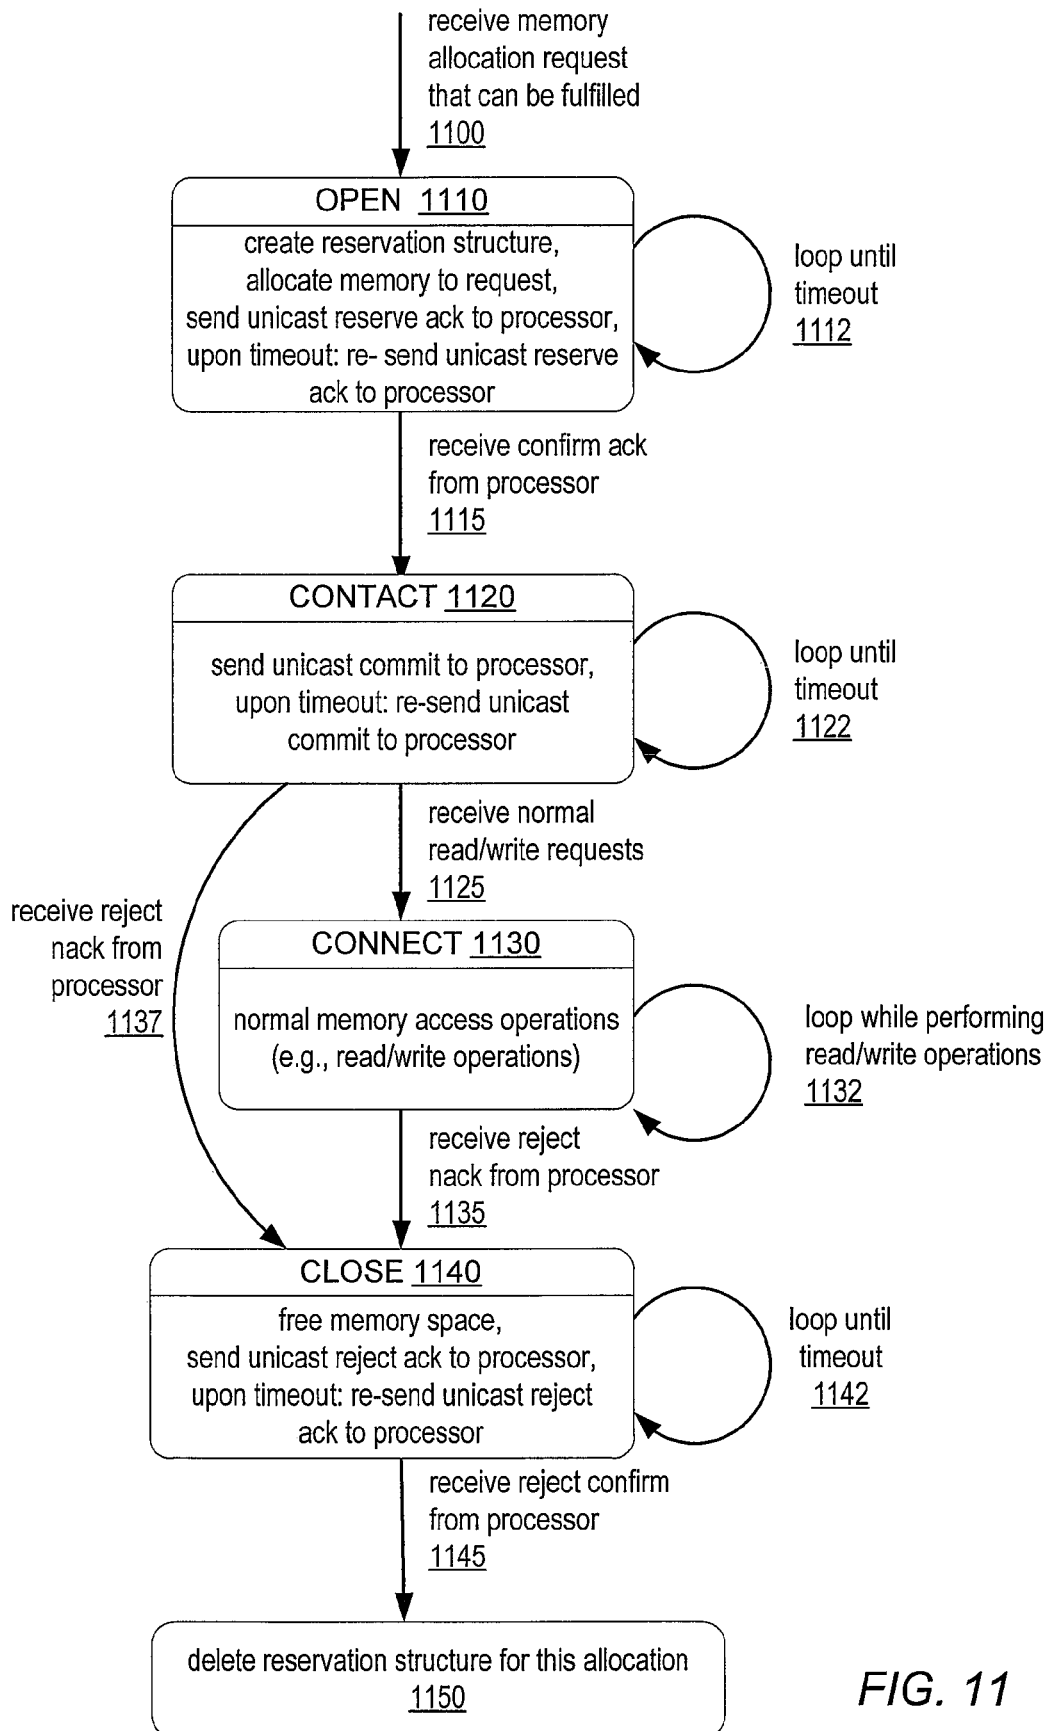 receive memory
allocation request
that can be fulfilled
1100
OPEN 1110
create reservation structure,
allocate memory to request,
send unicast reserve ack to processor,
upon timeout: re- send unicast reserve
ack to processor
loop until
timeout
1112
receive confirm ack
from processor
1115
CONTACT 1120
send unicast commit to processor,
upon timeout: re-send unicast
commit to processor
loop until
timeout
1122
receive normal
read/write requests
1125
receive reject
nack from
processor
1137
CONNECT 1130
normal memory access operations
(e.g., read/write operations)
loop while performing
read/write operations
1132
receive reject
nack from processor
1135
CLOSE 1140
free memory space,
send unicast reject ack to processor,
upon timeout: re-send unicast reject
ack to processor
loop until
timeout
1142
receive reject confirm
from processor
1145
delete reservation structure for this allocation
1150
FIG. 11